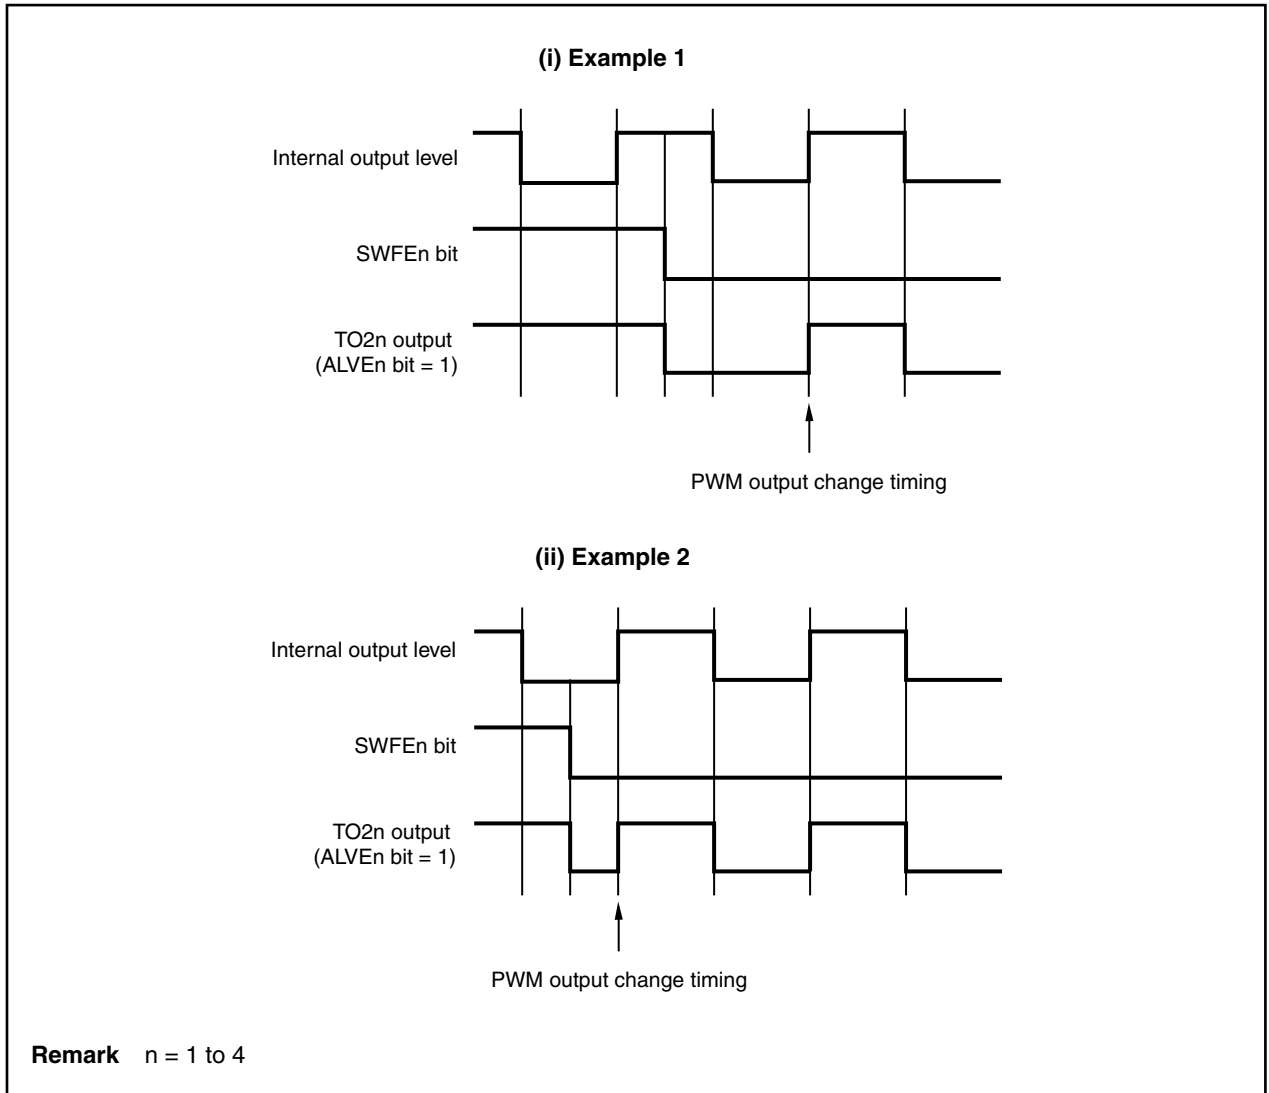 (i) Example 1
Internal output level
SWFEn bit
TO2n output
(ALVEn bit = 1)
PWM output change timing
(ii) Example 2
Internal output level
SWFEn bit
TO2n output
(ALVEn bit = 1)
PWM output change timing
Remark n = 1 to 4